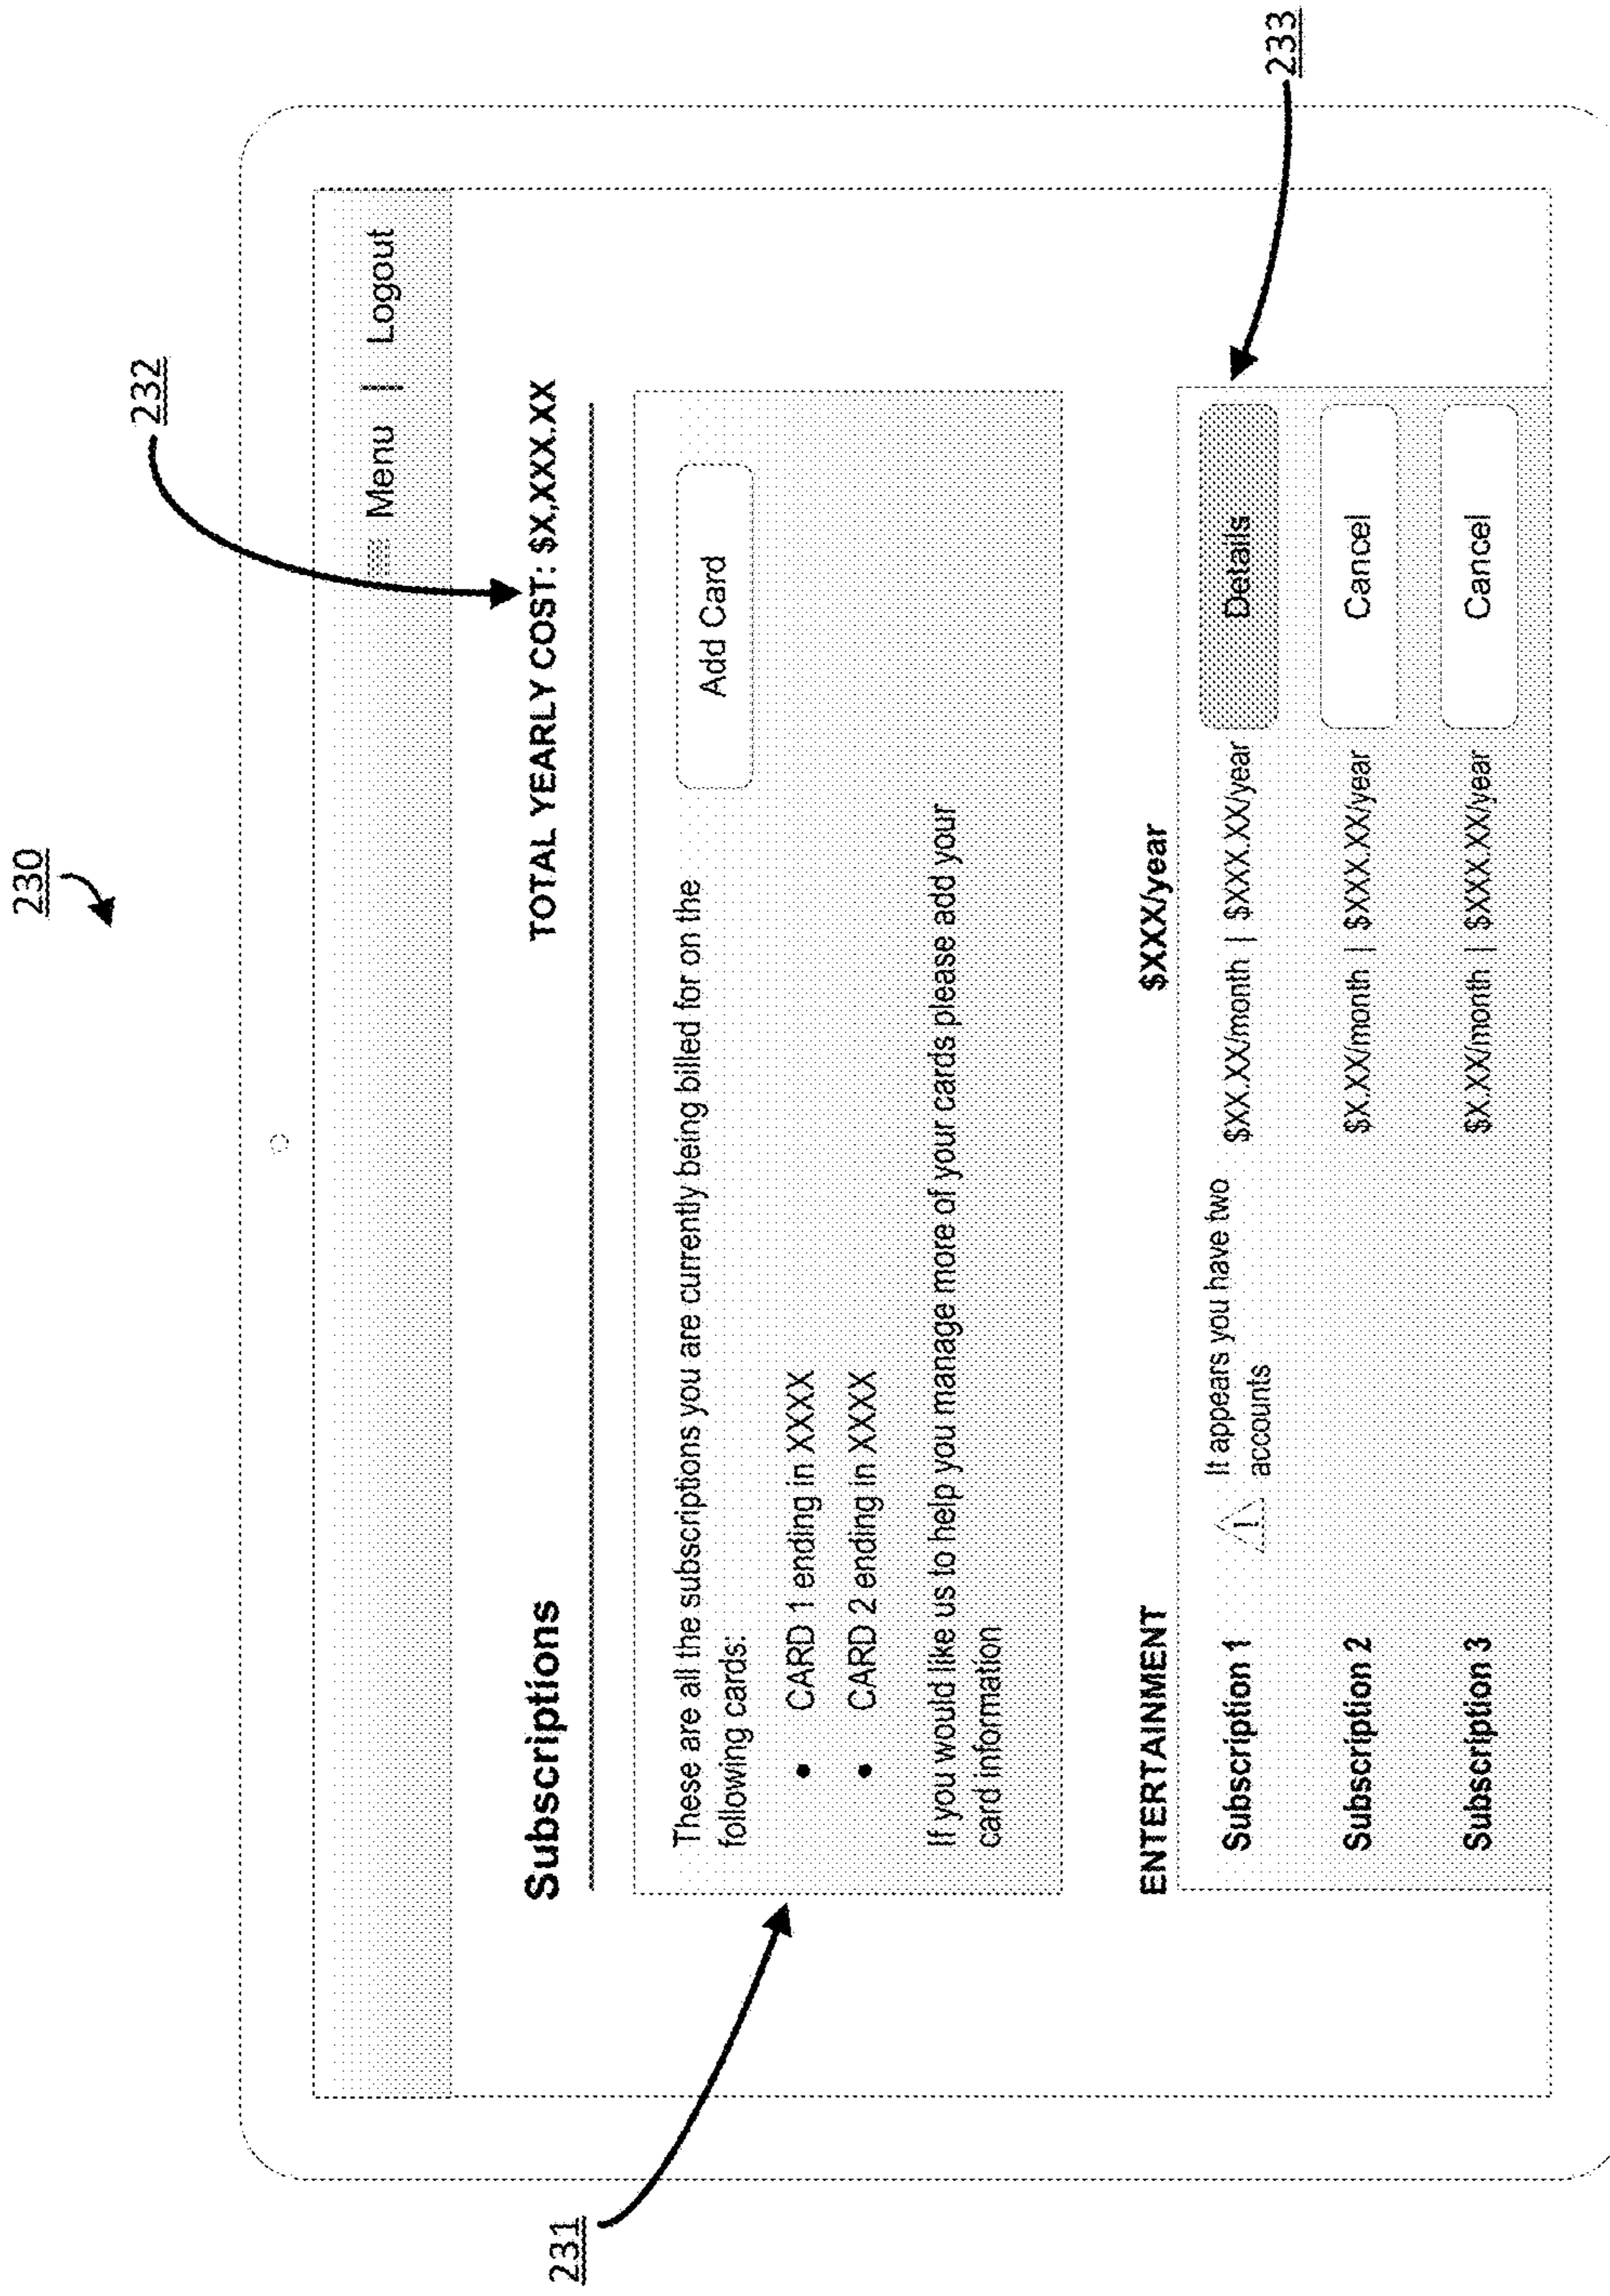 230
232
Menu | Logout
Subscriptions TOTAL YEARLY COST: $X,XXX.XX
231
These are all the subscriptions you are currently being billed for on the
following cards:
Add Card
• CARD 1 ending in XXXX
• CARD 2 ending in XXXX
If you would like us to help you manage more of your cards please add your
card information
ENTERTAINMENT $XXX/year
233
Subscription 1 It appears you have two
accounts
$XX.XX/month | $XXX.XX/year Details
Subscription 2 $X.XX/month | $XXX.XX/year Cancel
Subscription 3 $X.XX/month | $XXX.XX/year Cancel